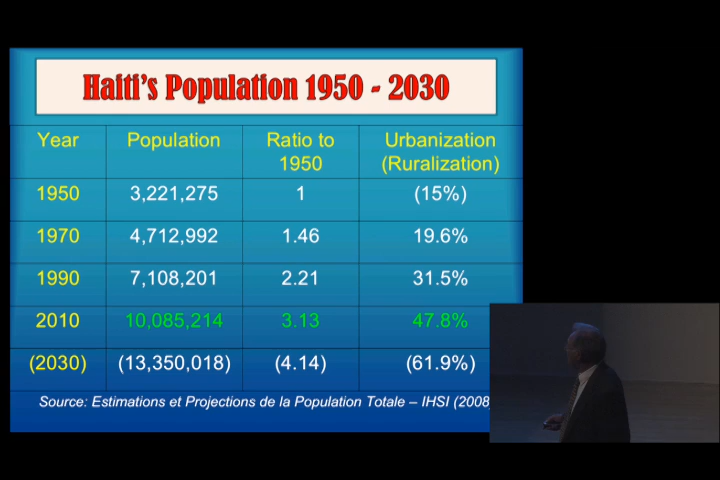 Haiti's Population 1950 - 2030
Year Population Ratio to 1950 Urbanization (Ruralization)
1950 3,221,275 1 (15%)
1970 4,712,992 1.46 19.6%
1990 7,108,201 2.21 31.5%
2010 10,085,214 3.13 47.8%
(2030) (13,350,018) (4.14) (61.9%)
Source: Estimations et Projections de la Population Totale – IHSI (2008